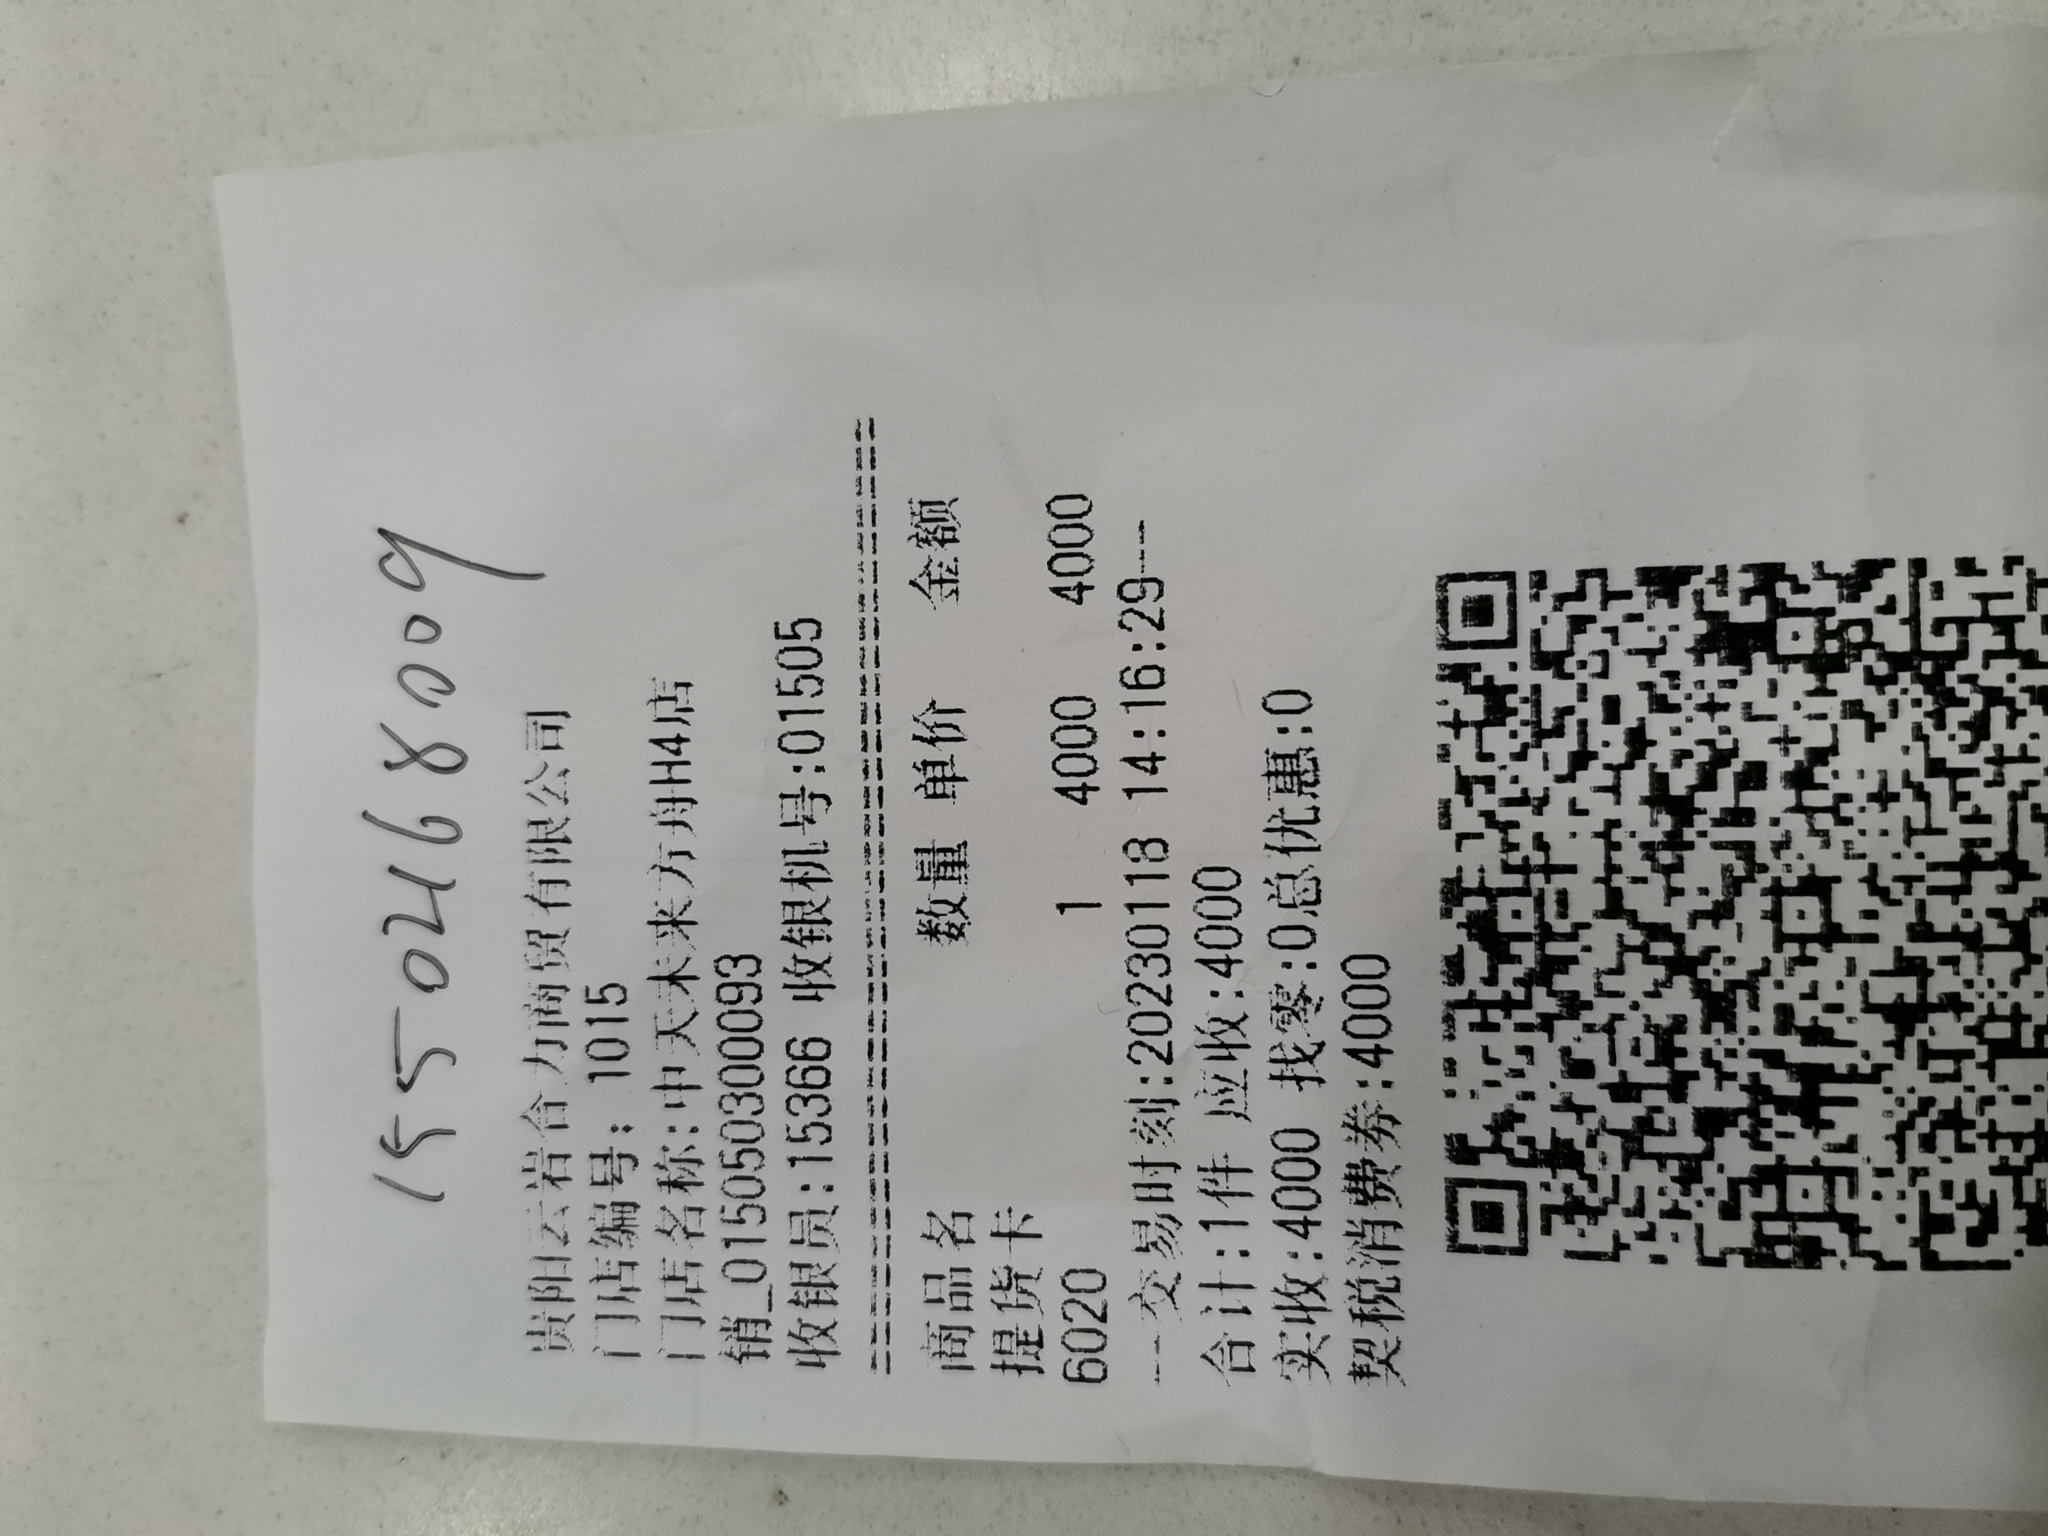 15502168009
贵阳云岩合力商贸有限公司
门店编号: 1015
门店名称:中天未来方舟H4店
销_01505030000093
收银员:15366 收银机号:01505
================================
商品名 数量 单价 金额
提货卡
6020 1 4000 4000
---交易时刻:20230118 14:16:29---
合计:1件 应收:4000
实收:4000 找零:0总优惠:0
契税消费券:4000